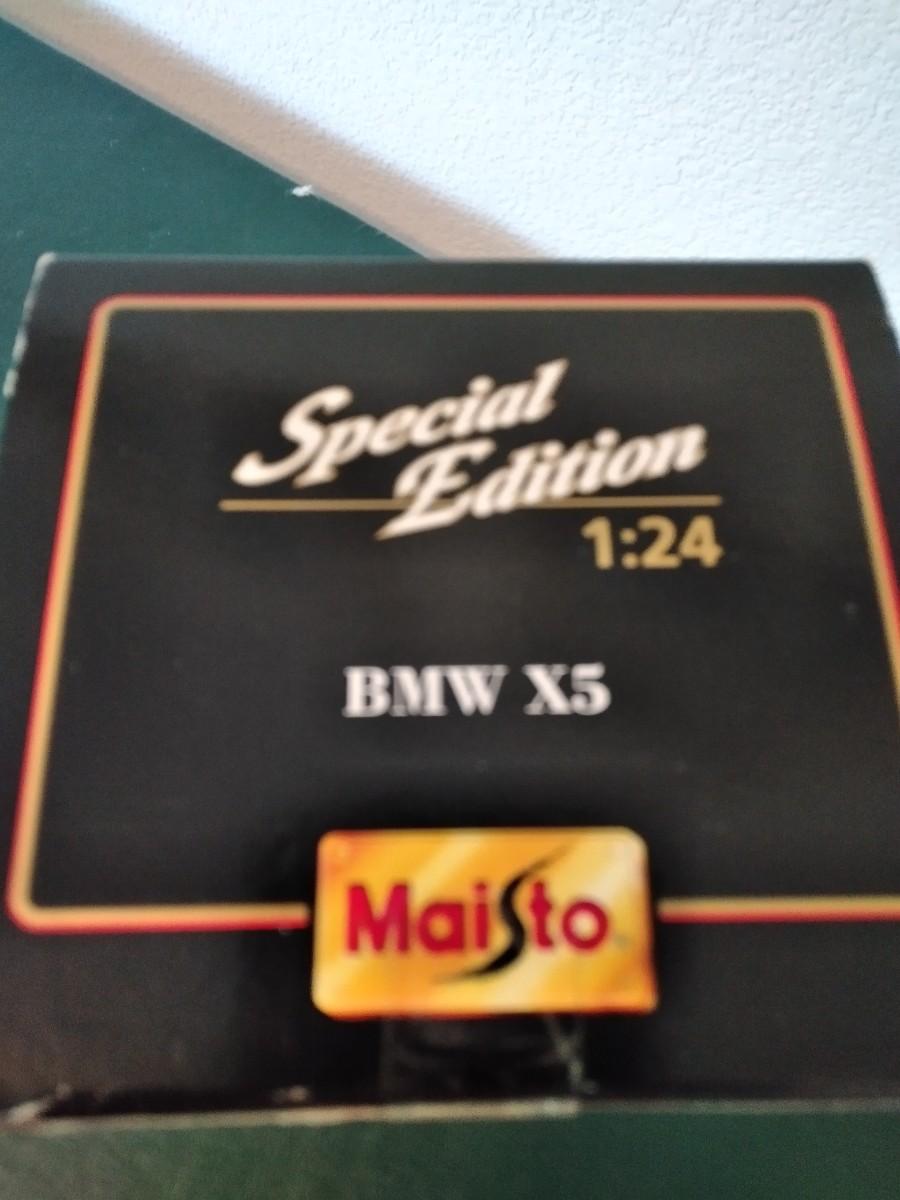 Special
Edition
1:24
BMW X5
Maisto